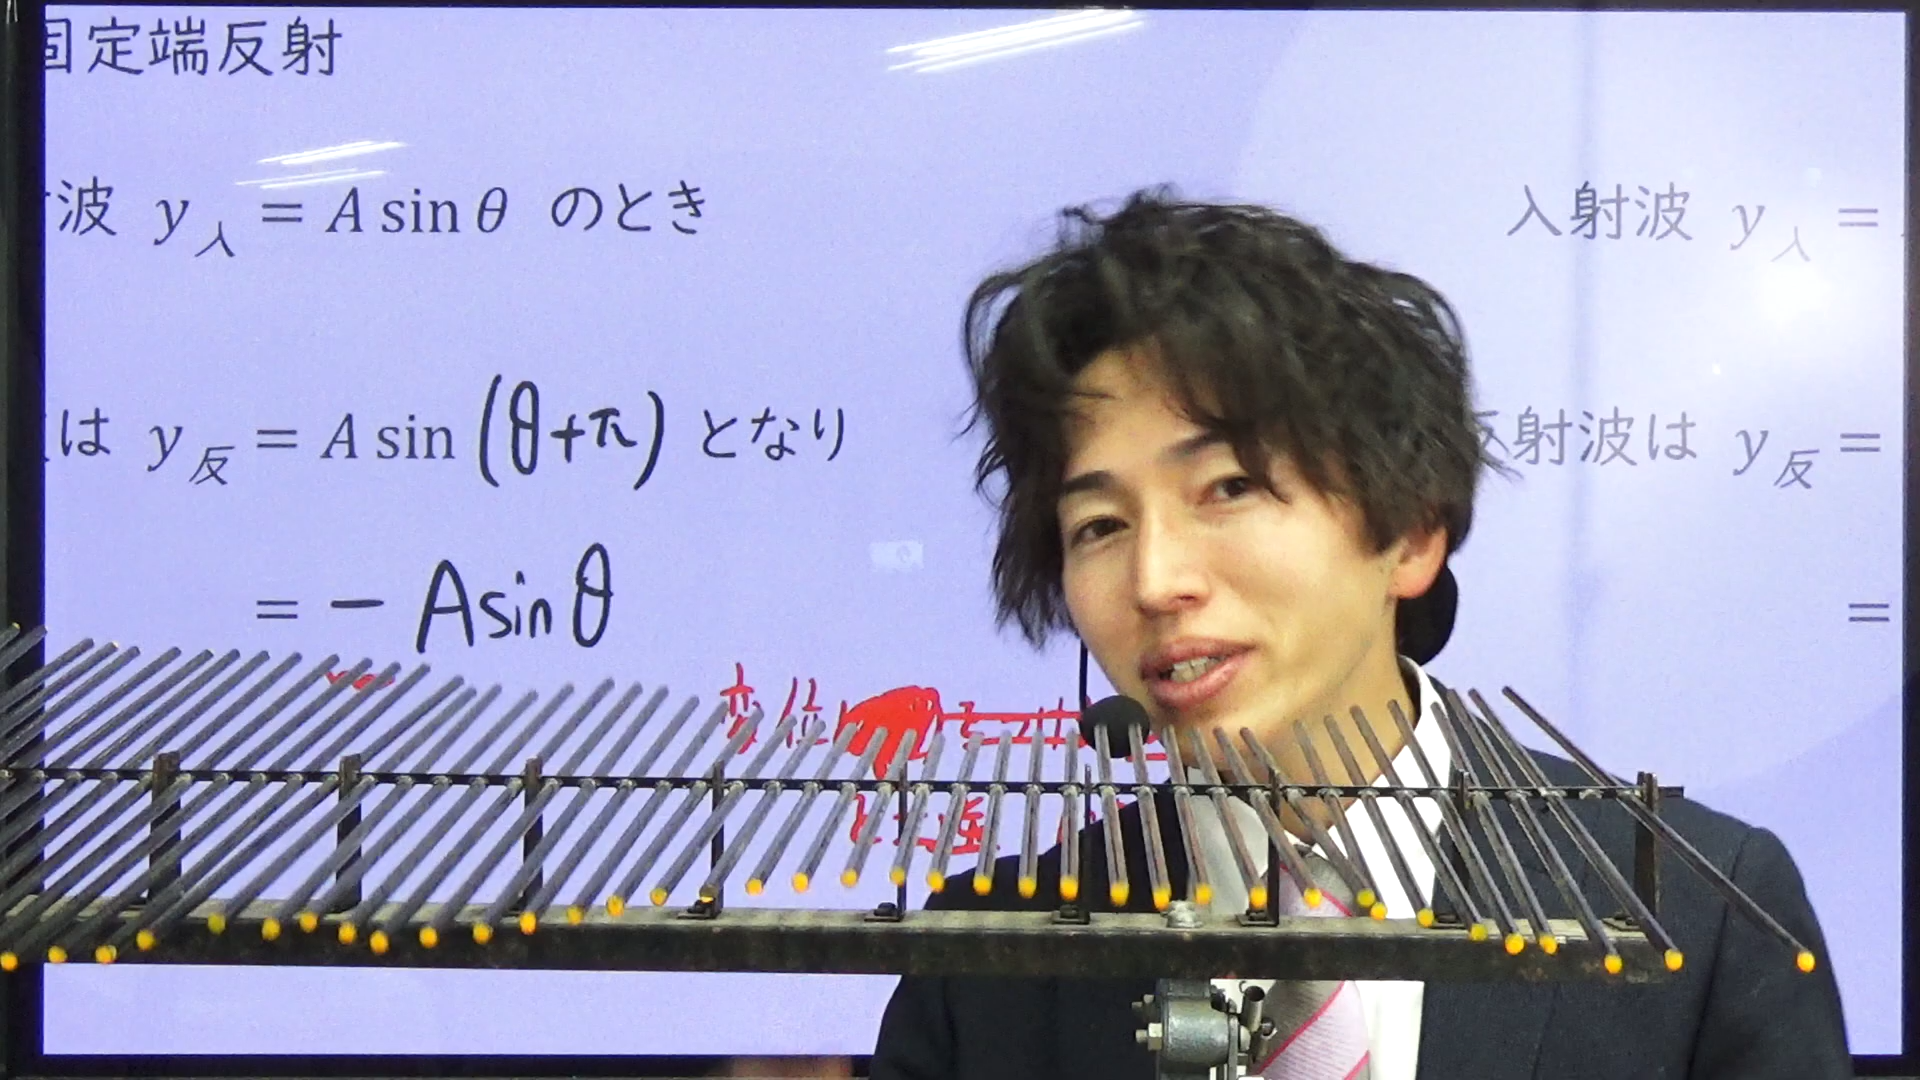 固定端反射
射波 y入 = A sin θ のとき
は y反 = A sin (θ+π) となり
= - A sin θ
変位
入射波 y入 =
反射波は y反 =
=